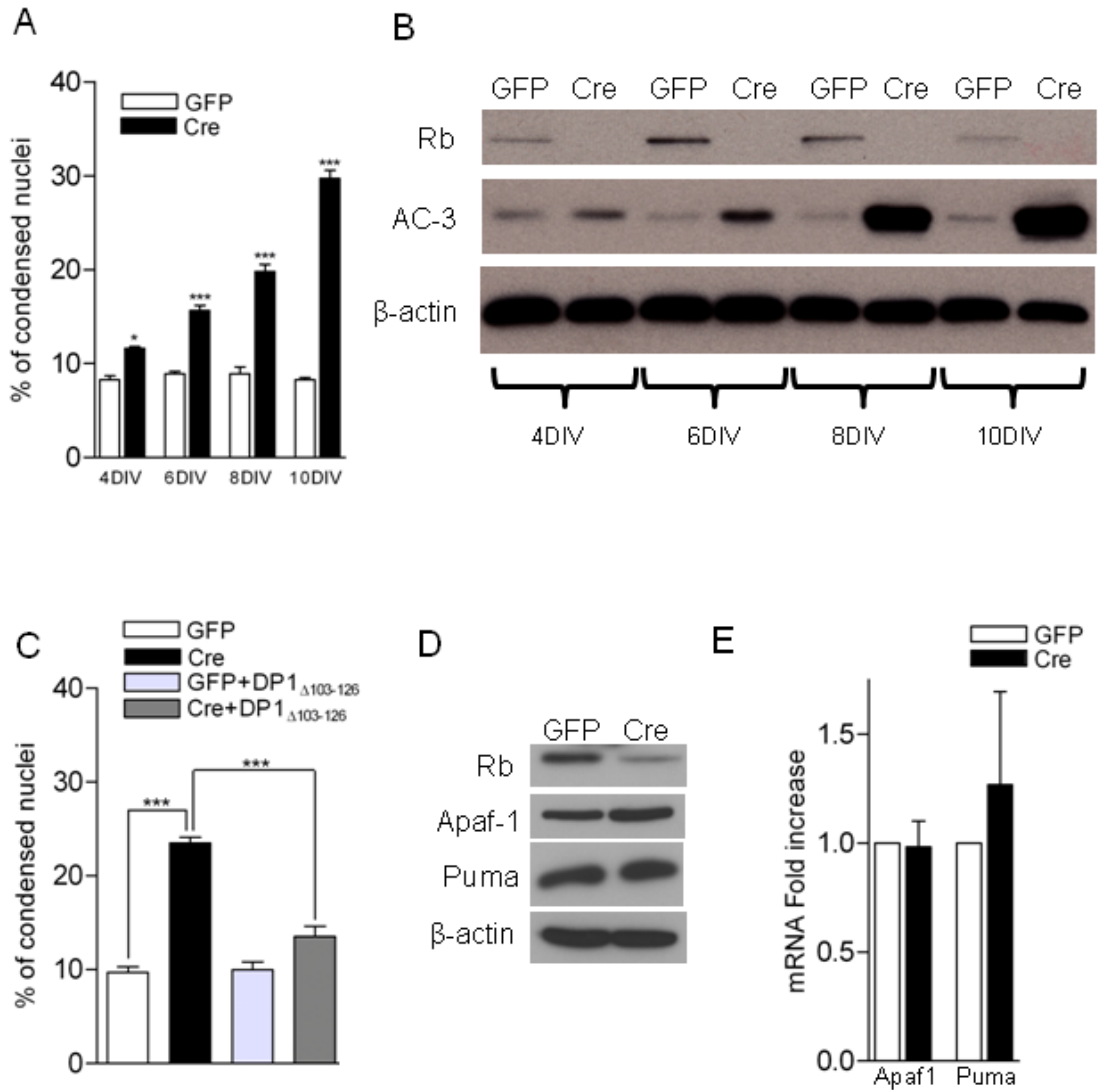 A
40
30
20
10
0
% of condensed nuclei
GFP
Cre
*
***
***
***
4DIV 6DIV 8DIV 10DIV
B
GFP Cre GFP Cre GFP Cre GFP Cre
Rb
AC-3
β-actin
4DIV 6DIV 8DIV 10DIV
C
GFP
Cre
GFP+DP1Δ103-126
Cre+DP1Δ103-126
40
30
20
10
0
% of condensed nuclei
***
***
D
GFP Cre
Rb
Apaf-1
Puma
β-actin
E
GFP
Cre
1.5
1.0
0.5
0.0
mRNA Fold increase
Apaf1 Puma